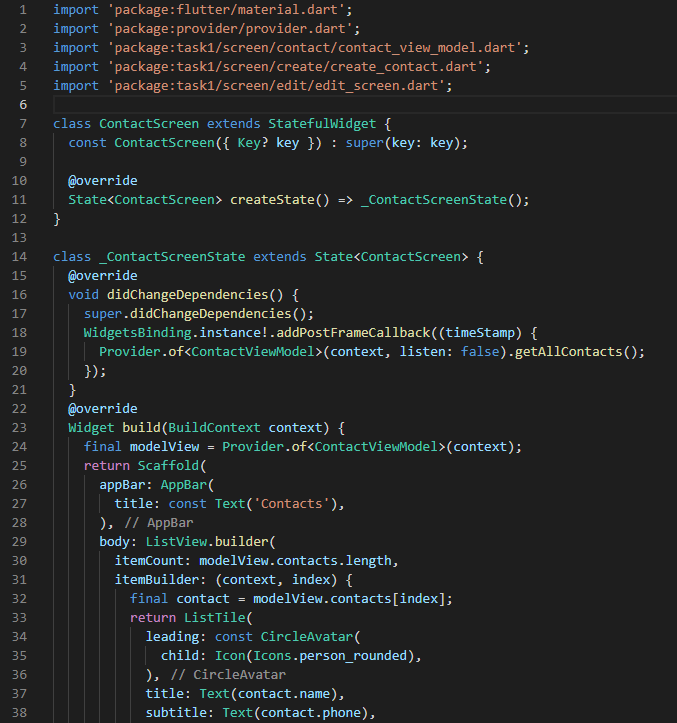 1 import 'package:flutter/material.dart';
2 import 'package:provider/provider.dart';
3 import 'package:task1/screen/contact/contact_view_model.dart';
4 import 'package:task1/screen/create/create_contact.dart';
5 import 'package:task1/screen/edit/edit_screen.dart';
6
7 class ContactScreen extends StatefulWidget {
8   const ContactScreen({ Key? key }) : super(key: key);
9
10   @override
11   State<ContactScreen> createState() => _ContactScreenState();
12 }
13
14 class _ContactScreenState extends State<ContactScreen> {
15   @override
16   void didChangeDependencies() {
17     super.didChangeDependencies();
18     WidgetsBinding.instance!.addPostFrameCallback((timeStamp) {
19       Provider.of<ContactViewModel>(context, listen: false).getAllContacts();
20     });
21   }
22   @override
23   Widget build(BuildContext context) {
24     final modelView = Provider.of<ContactViewModel>(context);
25     return Scaffold(
26       appBar: AppBar(
27         title: const Text('Contacts'),
28       ), // AppBar
29       body: ListView.builder(
30         itemCount: modelView.contacts.length,
31         itemBuilder: (context, index) {
32           final contact = modelView.contacts[index];
33           return ListTile(
34             leading: const CircleAvatar(
35               child: Icon(Icons.person_rounded),
36             ), // CircleAvatar
37             title: Text(contact.name),
38             subtitle: Text(contact.phone),